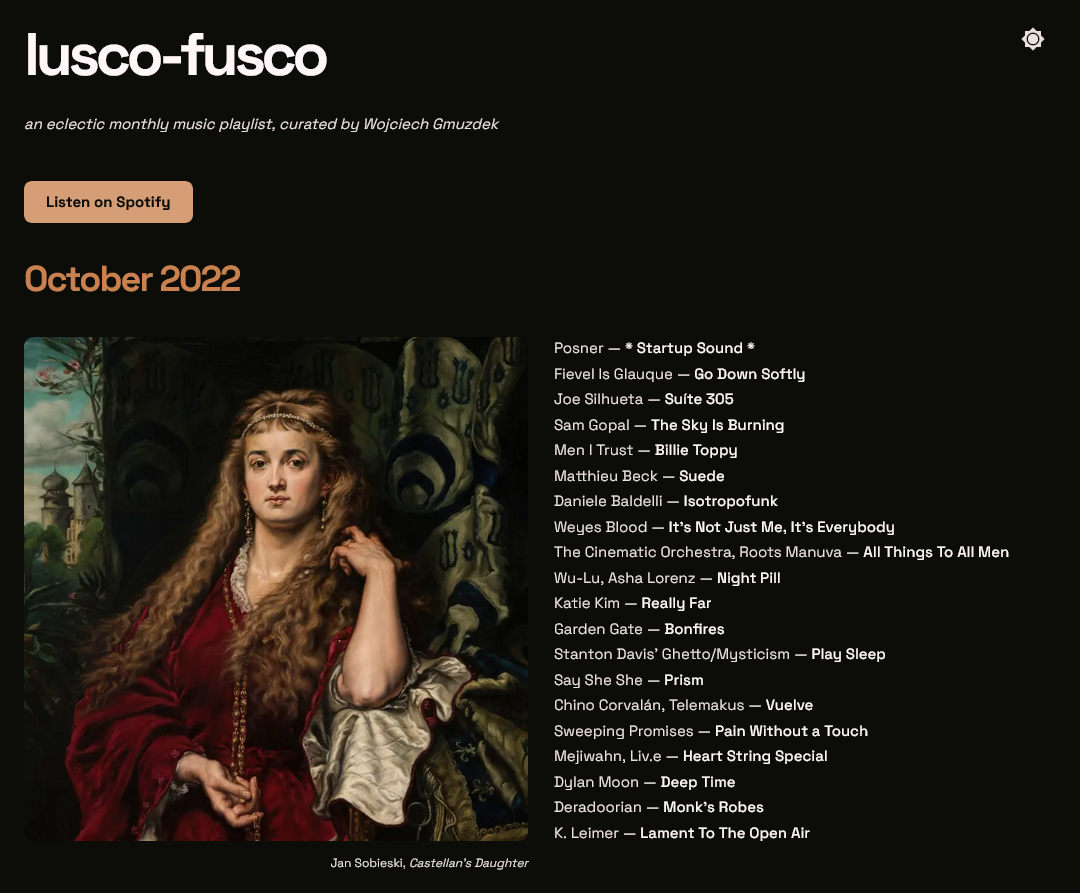 lusco-fusco
an eclectic monthly music playlist, curated by Wojciech Gmuzdek
Listen on Spotify
October 2022
Posner — * Startup Sound *
Fievel Is Glauque — Go Down Softly
Joe Silhueta — Suíte 305
Sam Gopal — The Sky Is Burning
Men I Trust — Billie Toppy
Matthieu Beck — Suede
Daniele Baldelli — Isotropofunk
Weyes Blood — It's Not Just Me, It's Everybody
The Cinematic Orchestra, Roots Manuva — All Things To All Men
Wu-Lu, Asha Lorenz — Night Pill
Katie Kim — Really Far
Garden Gate — Bonfires
Stanton Davis' Ghetto/Mysticism — Play Sleep
Say She She — Prism
Chino Corvalán, Telemakus — Vuelve
Sweeping Promises — Pain Without a Touch
Mejiwahn, Liv.e — Heart String Special
Dylan Moon — Deep Time
Deradoorian — Monk's Robes
K. Leimer — Lament To The Open Air
Jan Sobieski, Castellan's Daughter